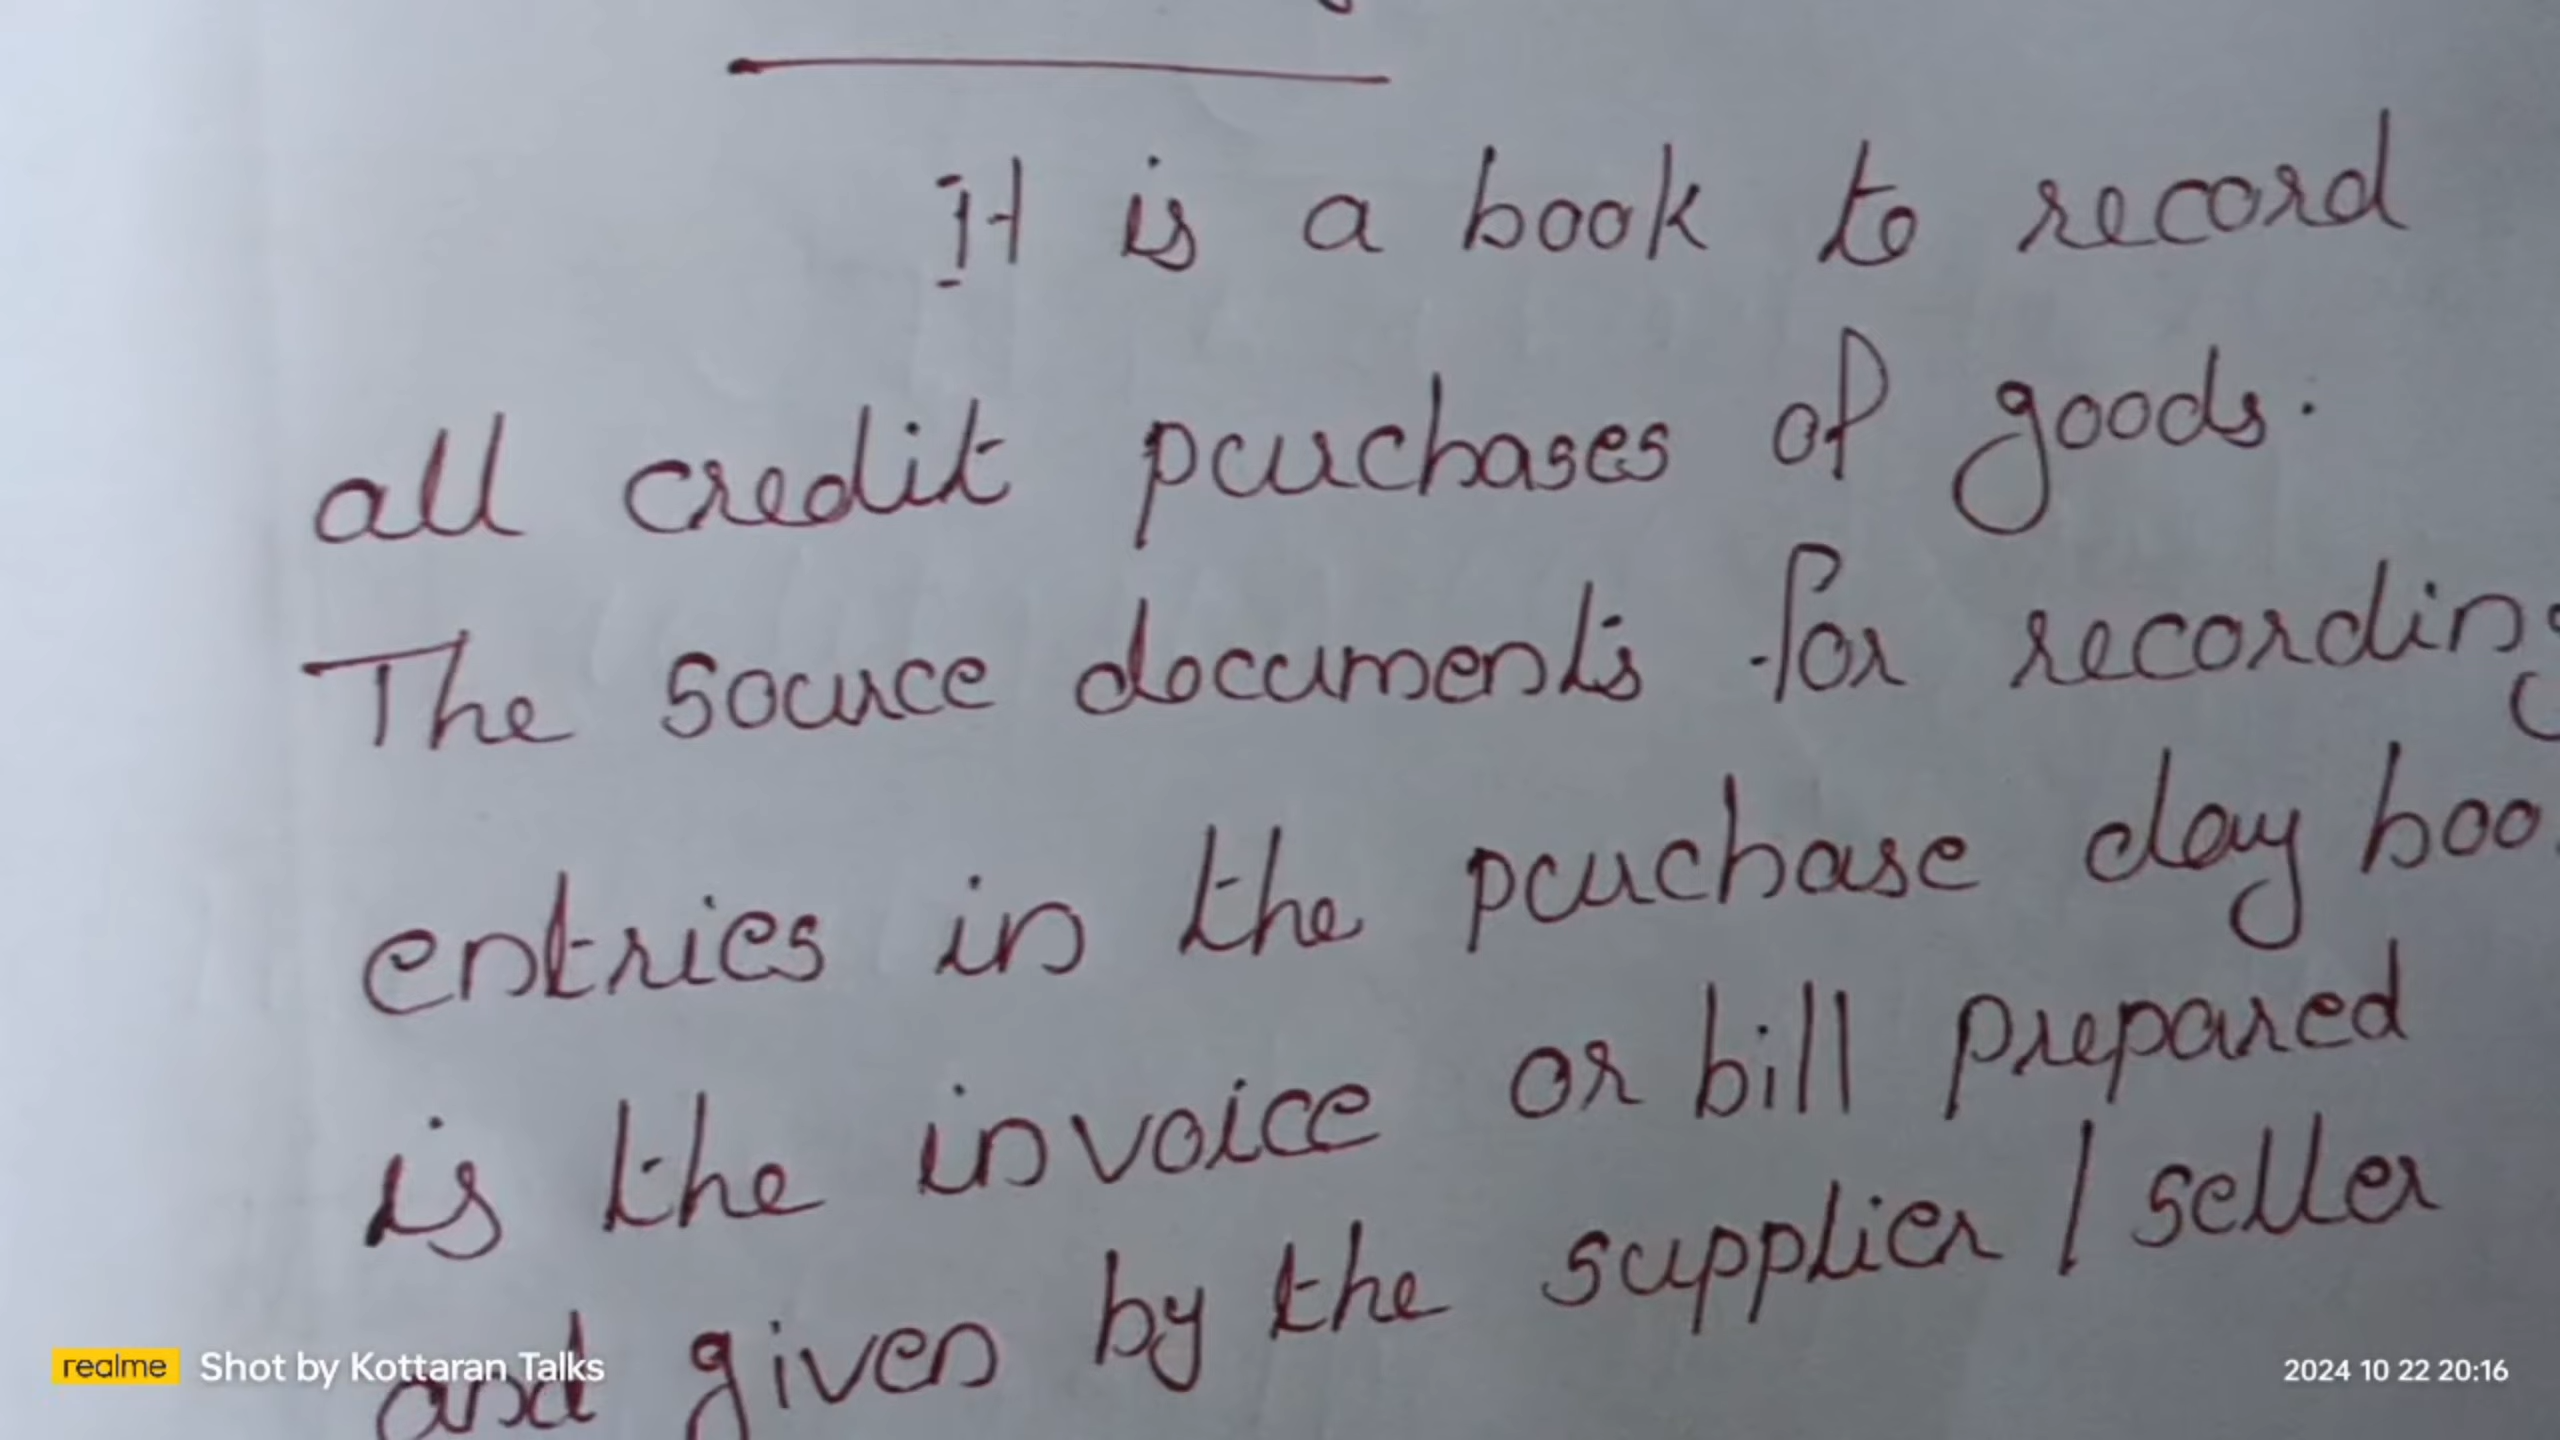 It is a book to record
all credit purchases of goods.
The source documents for recording
entries in the purchase day boo
is the invoice or bill prepared
and given by the supplier / seller
realme Shot by Kottaran Talks
2024 10 22 20:16